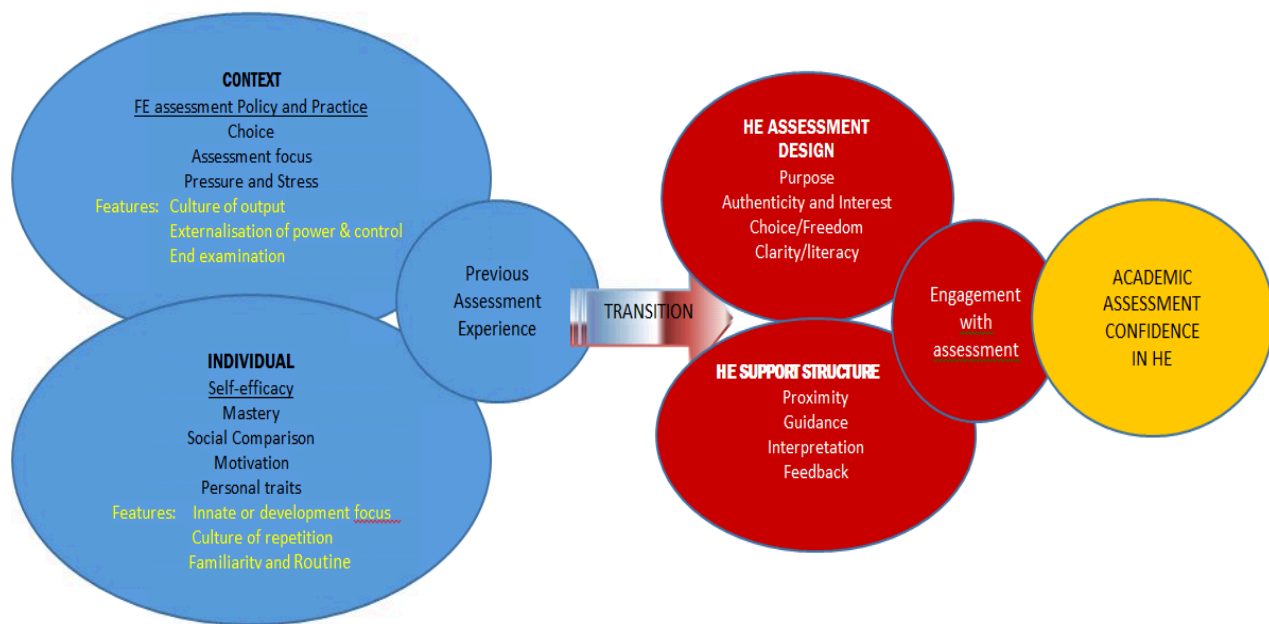 CONTEXT
FE assessment Policy and Practice
Choice
Assessment focus
Pressure and Stress
Features: Culture of output
Externalisation of power & control
End examination
Previous
Assessment
Experience
INDIVIDUAL
Self-efficacy
Mastery
Social Comparison
Motivation
Personal traits
Features: Innate or development focus
Culture of repetition
Familiarity and Routine
TRANSITION
HE ASSESSMENT
DESIGN
Purpose
Authenticity and Interest
Choice/Freedom
Clarity/literacy
HE SUPPORT STRUCTURE
Proximity
Guidance
Interpretation
Feedback
Engagement
with
assessment
ACADEMIC
ASSESSMENT
CONFIDENCE
IN HE